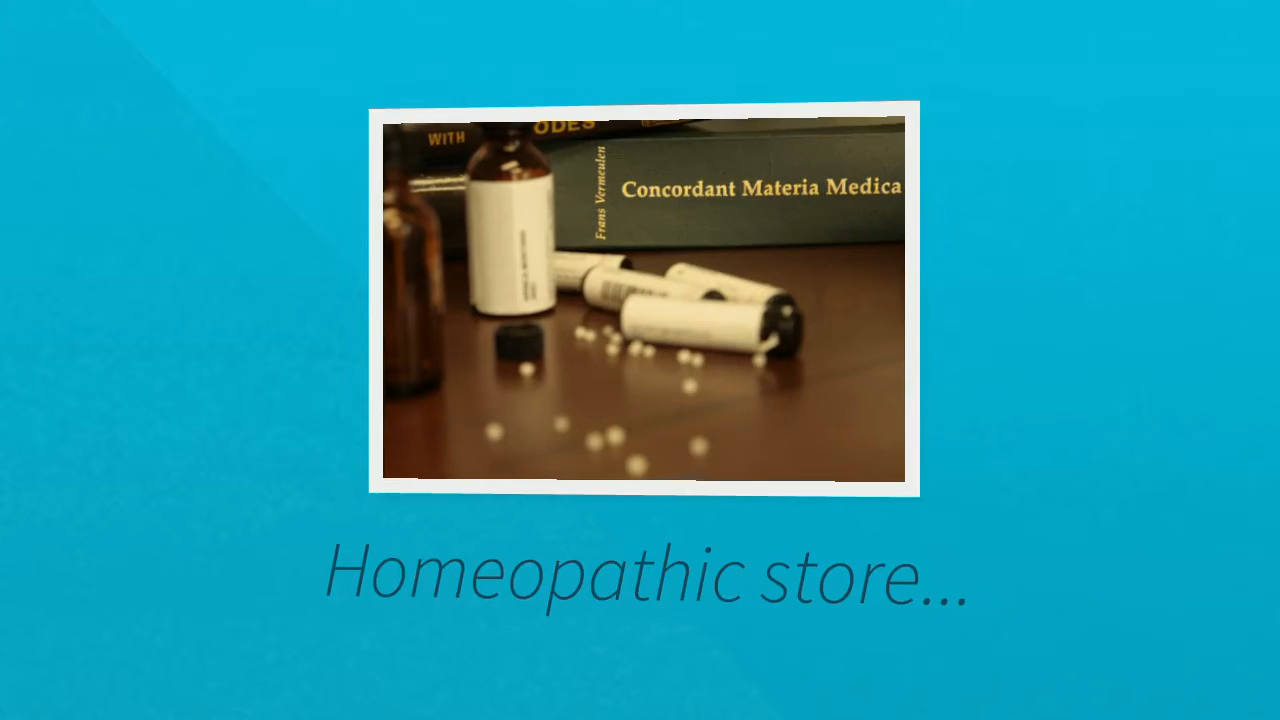 WITH
ODES
Frans Vermeulen
Concordant Materia Medica
Homeopathic store...